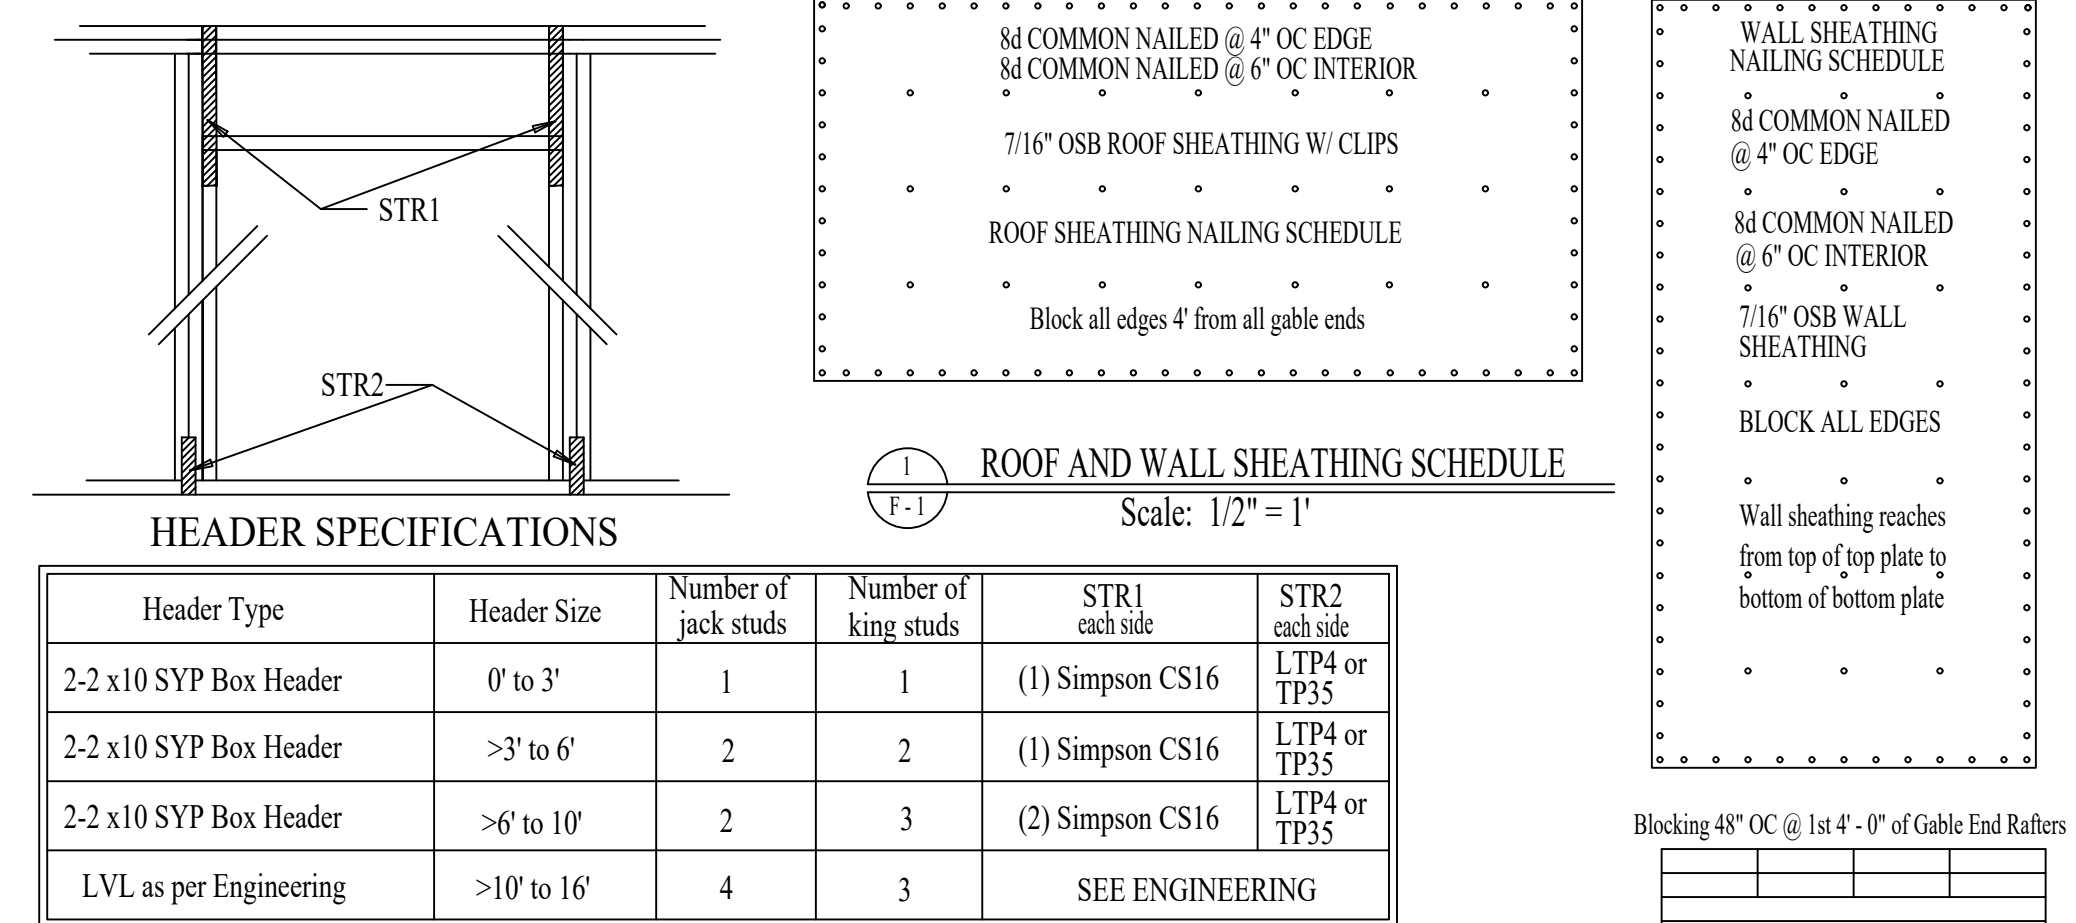 STR1
STR2
8d COMMON NAILED @ 4" OC EDGE
8d COMMON NAILED @ 6" OC INTERIOR
7/16" OSB ROOF SHEATHING W/ CLIPS
ROOF SHEATHING NAILING SCHEDULE
Block all edges 4' from all gable ends
1
F - 1
ROOF AND WALL SHEATHING SCHEDULE
Scale: 1/2" = 1'
WALL SHEATHING
NAILING SCHEDULE
8d COMMON NAILED
@ 4" OC EDGE
8d COMMON NAILED
@ 6" OC INTERIOR
7/16" OSB WALL
SHEATHING
BLOCK ALL EDGES
Wall sheathing reaches
from top of top plate to
bottom of bottom plate
HEADER SPECIFICATIONS
Header Type
Header Size
Number of
jack studs
Number of
king studs
STR1
each side
STR2
each side
2-2 x10 SYP Box Header
0' to 3'
1
1
(1) Simpson CS16
LTP4 or
TP35
2-2 x10 SYP Box Header
>3' to 6'
2
2
(1) Simpson CS16
LTP4 or
TP35
2-2 x10 SYP Box Header
>6' to 10'
2
3
(2) Simpson CS16
LTP4 or
TP35
LVL as per Engineering
>10' to 16'
4
3
SEE ENGINEERING
Blocking 48" OC @ 1st 4' - 0" of Gable End Rafters